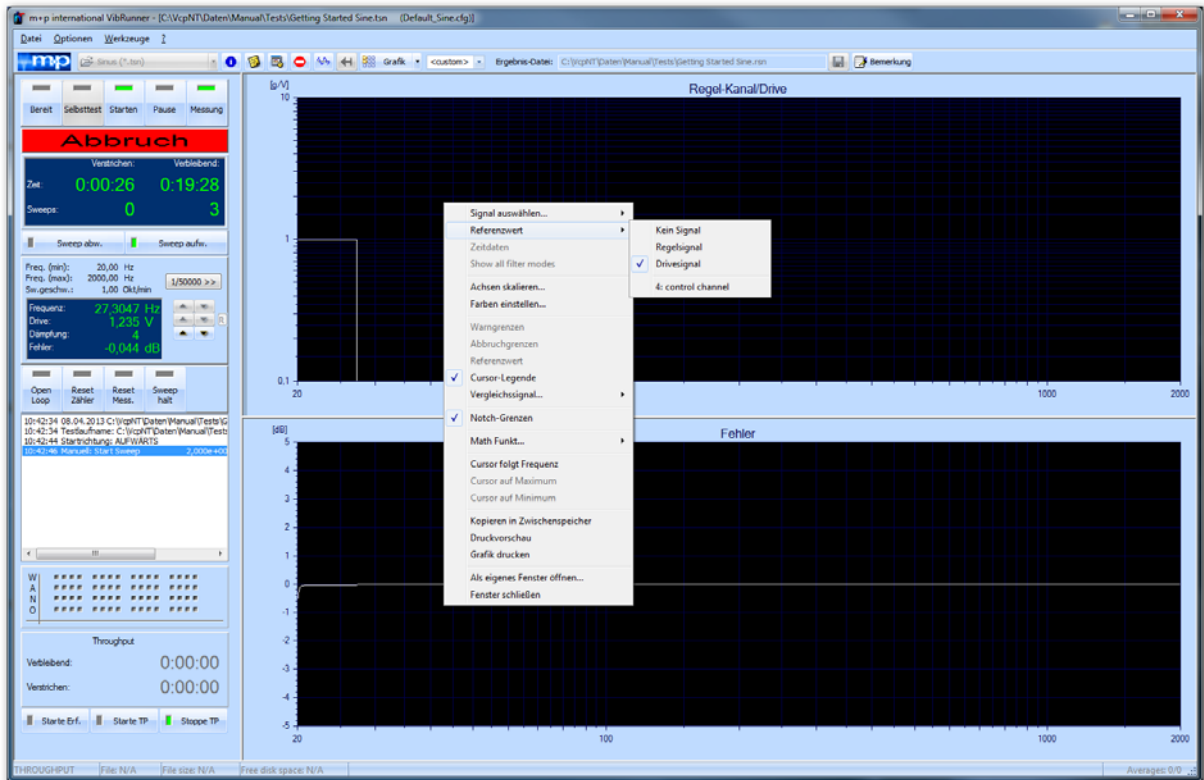 m+p international VibRunner - [C:\VcpNT\Daten\Manual\Tests\Getting Started Sine.tsn (Default_Sine.cfg)]
Datei Optionen Werkzeuge ?
mp Sinus (*.tsn) Grafik <custom> Ergebnis-Datei: C:\VcpNT\Daten\Manual\Tests\Getting Started Sine.rsn Bemerkung
Bereit Selbsttest Starten Pause Messung
Abbruch
Verstrichen: Verbleibend:
Zeit: 0:00:26 0:19:28
Sweeps: 0 3
Sweep abw. Sweep aufw.
Freq. (min): 20,00 Hz
Freq. (max): 2000,00 Hz
Sw.geschw.: 1,00 Okt/min
1/50000 >>
Frequenz: 27,3047 Hz
Drive: 1,235 V
R
Dämpfung: 4
Fehler: -0,044 dB
Open Loop Reset Zähler Reset Mess. Sweep halt
10:42:34 08.04.2013 C:\VcpNT\Daten\Manual\Tests\G
10:42:34 Testlaufname: C:\VcpNT\Daten\Manual\Tests
10:42:44 Startrichtung: AUFWÄRTS
10:42:46 Manuell: Start Sweep 2,000e+00
W
A
N
O
Throughput
Verbleibend: 0:00:00
Verstrichen: 0:00:00
Starte Erf. Starte TP Stoppe TP
Regel-Kanal/Drive
10
1
0,1
20 1000 2000
Signal auswählen...
Referenzwert
Zeitdaten
Show all filter modes
Achsen skalieren...
Farben einstellen...
Warngrenzen
Abbruchgrenzen
Referenzwert
Cursor-Legende
Vergleichssignal...
Notch-Grenzen
Math Funkt...
Cursor folgt Frequenz
Cursor auf Maximum
Cursor auf Minimum
Kopieren in Zwischenspeicher
Druckvorschau
Grafik drucken
Als eigenes Fenster öffnen...
Fenster schließen
Kein Signal
Regelsignal
Drivesignal
4: control channel
Fehler
[dB]
5
4
3
2
1
0
-1
-2
-3
-4
-5
20 100 1000 2000
THROUGHPUT File: N/A File size: N/A Free disk space: N/A Averages: 0/0